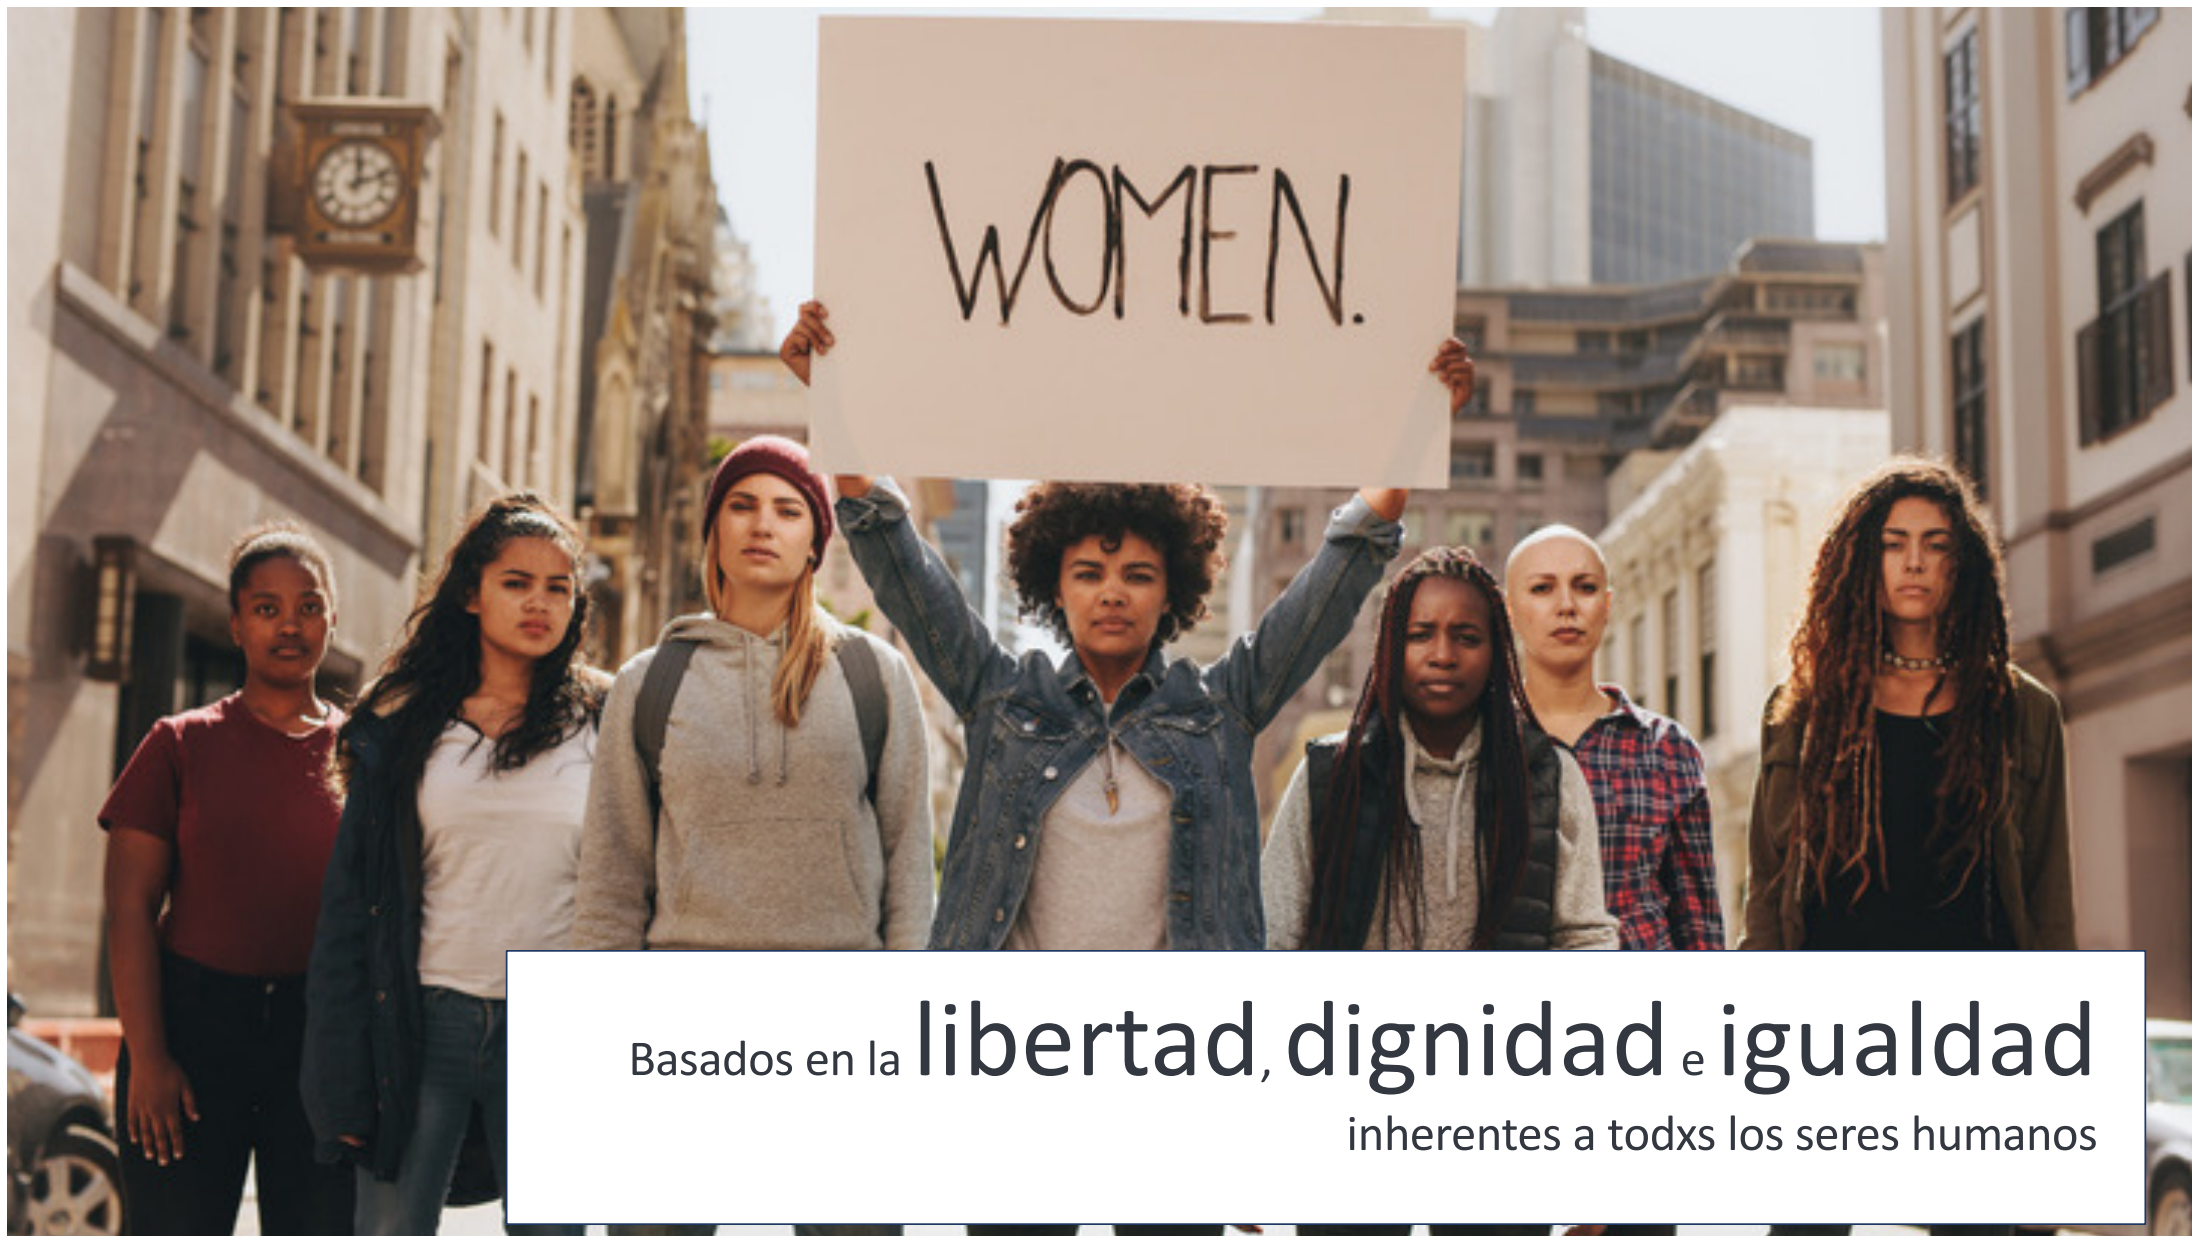 WOMEN.
Basados en la libertad, dignidad e igualdad
inherentes a todxs los seres humanos